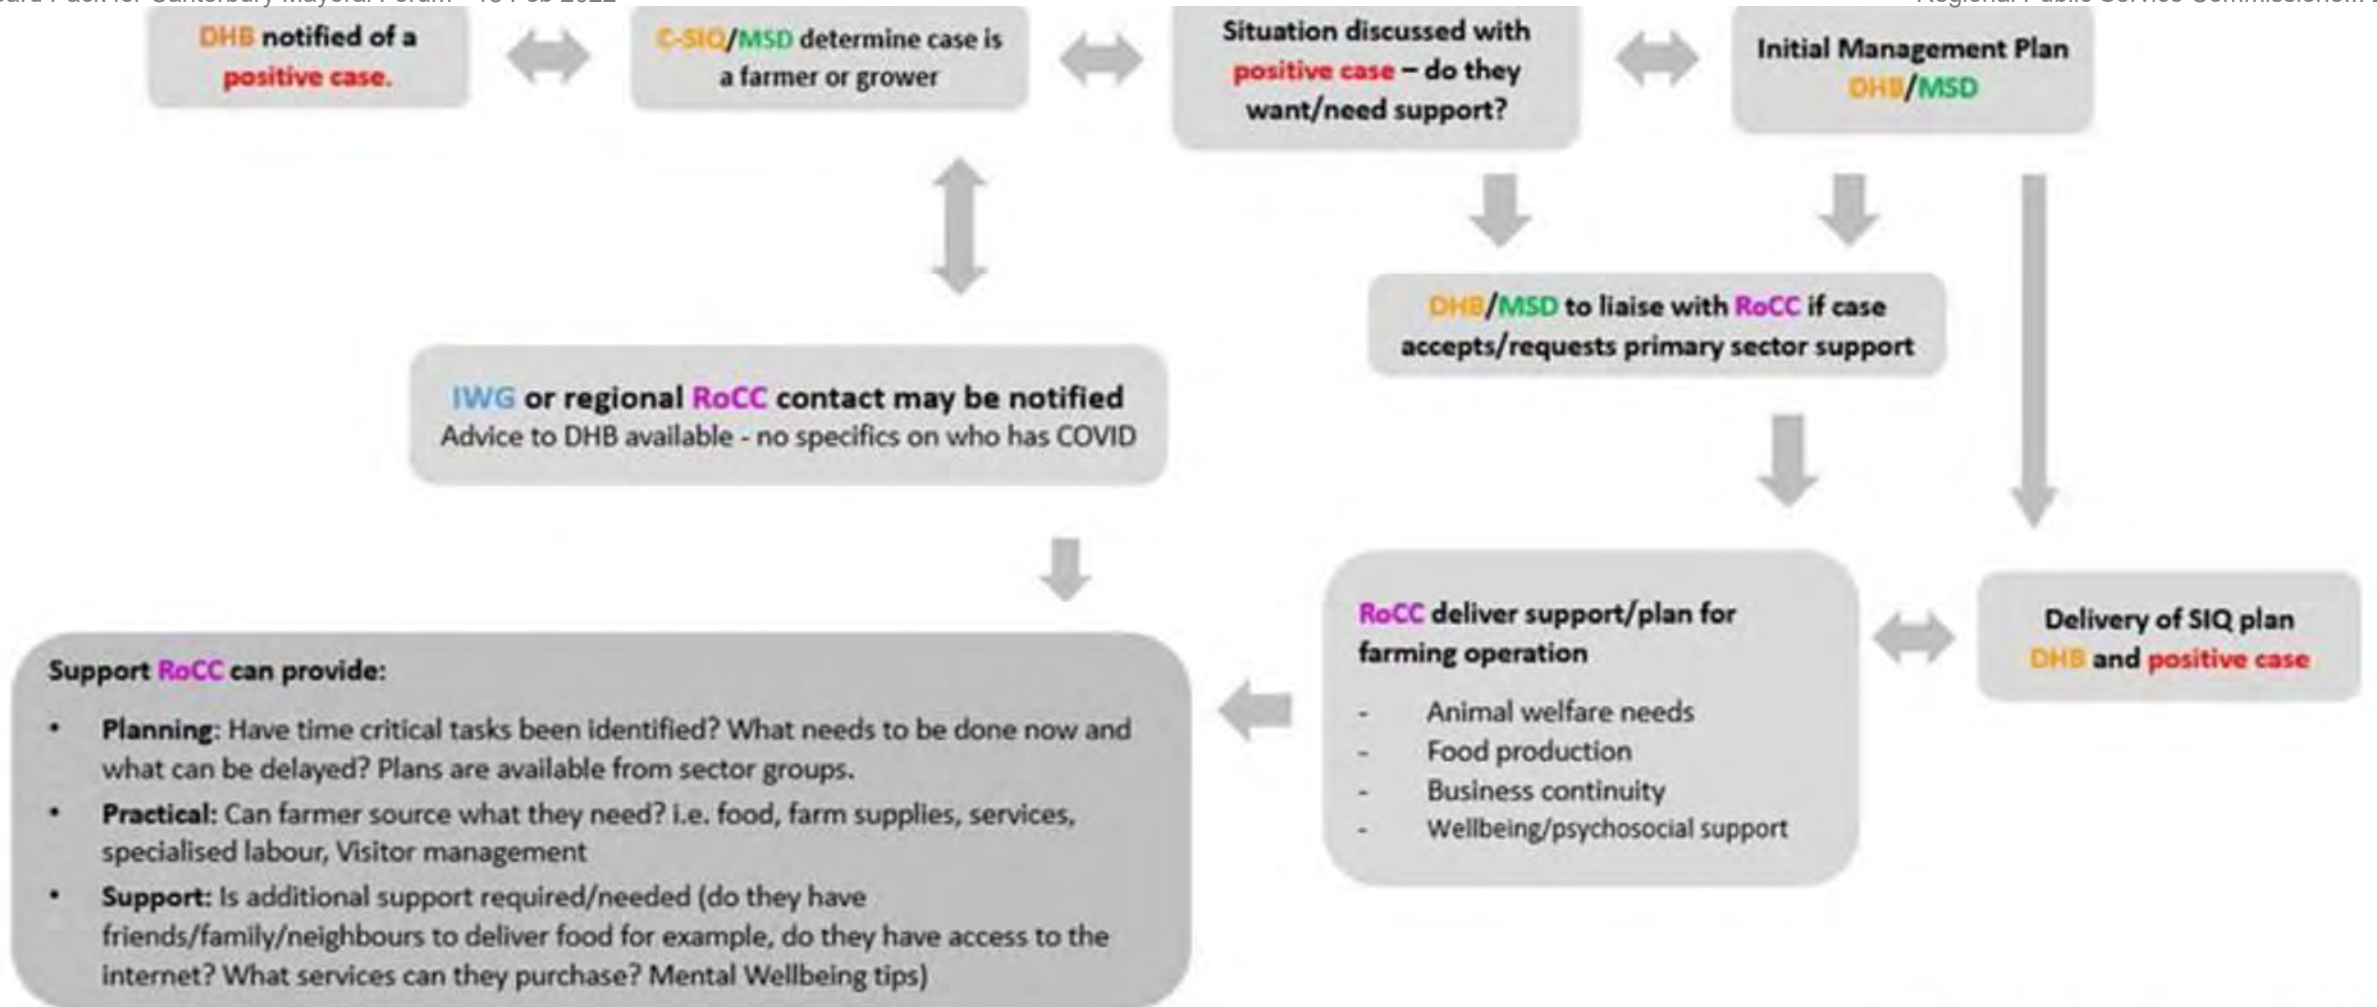 DHB notified of a
positive case.
C-SIQ/MSD determine case is
a farmer or grower
Situation discussed with
positive case – do they
want/need support?
Initial Management Plan
DHB/MSD
DHB/MSD to liaise with RoCC if case
accepts/requests primary sector support
IWG or regional RoCC contact may be notified
Advice to DHB available - no specifics on who has COVID
RoCC deliver support/plan for
farming operation
- Animal welfare needs
- Food production
- Business continuity
- Wellbeing/psychosocial support
Delivery of SIQ plan
DHB and positive case
Support RoCC can provide:
• Planning: Have time critical tasks been identified? What needs to be done now and
what can be delayed? Plans are available from sector groups.
• Practical: Can farmer source what they need? i.e. food, farm supplies, services,
specialised labour, Visitor management
• Support: Is additional support required/needed (do they have
friends/family/neighbours to deliver food for example, do they have access to the
internet? What services can they purchase? Mental Wellbeing tips)